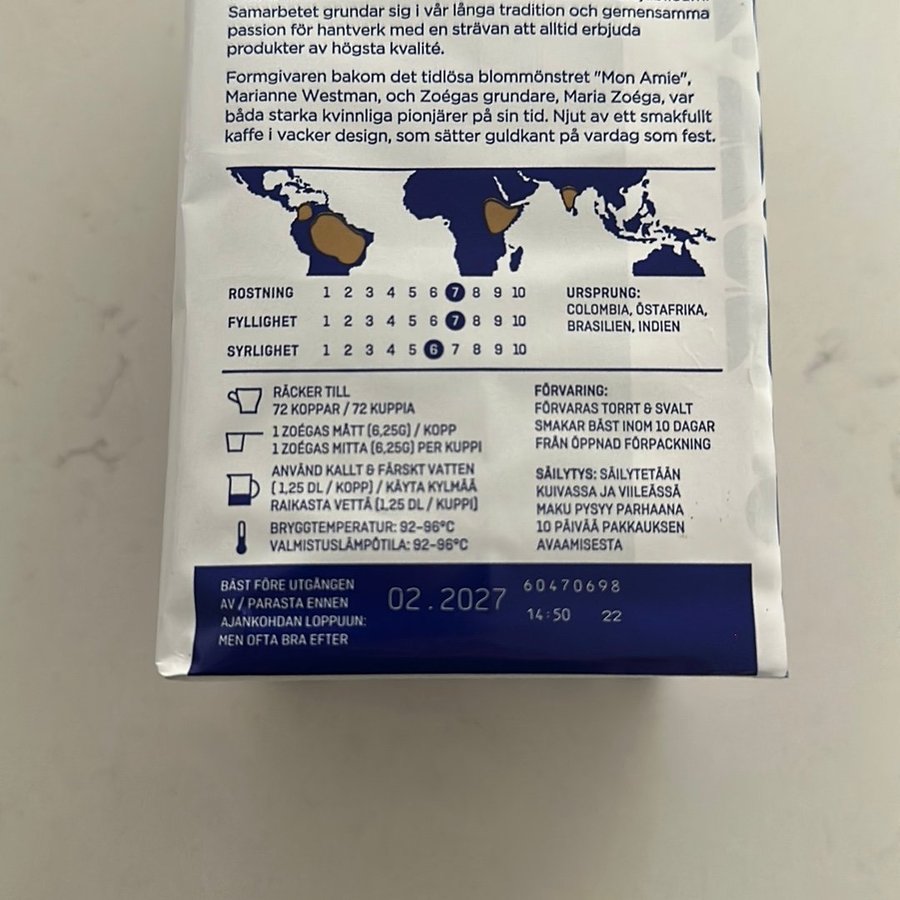 Samarbetet grundar sig i vår långa tradition och gemensamma
passion för hantverk med en strävan att alltid erbjuda
produkter av högsta kvalité.
Formgivaren bakom det tidlösa blommönstret "Mon Amie",
Marianne Westman, och Zoégas grundare, Maria Zoéga, var
båda starka kvinnliga pionjärer på sin tid. Njut av ett smakfullt
kaffe i vacker design, som sätter guldkant på vardag som fest.
ROSTNING 1 2 3 4 5 6 7 8 9 10
FYLLIGHET 1 2 3 4 5 6 7 8 9 10
SYRLIGHET 1 2 3 4 5 6 7 8 9 10
URSPRUNG:
COLOMBIA, ÖSTAFRIKA,
BRASILIEN, INDIEN
RÄCKER TILL
72 KOPPAR / 72 KUPPIA
1 ZOÉGAS MÅTT (6,25G) / KOPP
1 ZOÉGAS MITTA (6,25G) PER KUPPI
ANVÄND KALLT & FÄRSKT VATTEN
(1,25 DL / KOPP) / KÄYTÄ KYLMÄÄ
RAIKASTA VETTÄ (1,25 DL / KUPPI)
BRYGGTEMPERATUR: 92-96°C
VALMISTUSLÄMPÖTILA: 92-96°C
FÖRVARING:
FÖRVARAS TORRT & SVALT
SMAKAR BÄST INOM 10 DAGAR
FRÅN ÖPPNAD FÖRPACKNING
SÄILYTYS: SÄILYTETÄÄN
KUIVASSA JA VIILEÄSSÄ
MAKU PYSYY PARHAANA
10 PÄIVÄÄ PAKKAUKSEN
AVAAMISESTA
BÄST FÖRE UTGÅNGEN
AV / PARASTA ENNEN
AJANKOHDAN LOPPUUN:
MEN OFTA BRA EFTER
02.2027
60470698
14:50 22